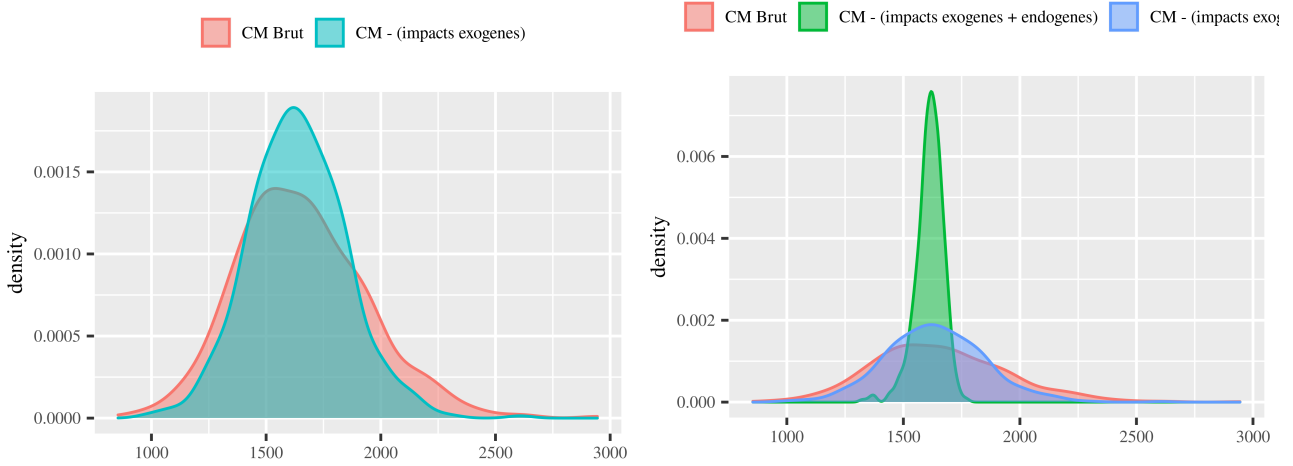 CM Brut CM - (impacts exogenes)
0.0015
0.0010
0.0005
0.0000
density
1000 1500 2000 2500 3000
CM Brut CM - (impacts exogenes + endogenes) CM - (impacts
0.006
0.004
0.002
0.000
density
1000 1500 2000 2500 3000